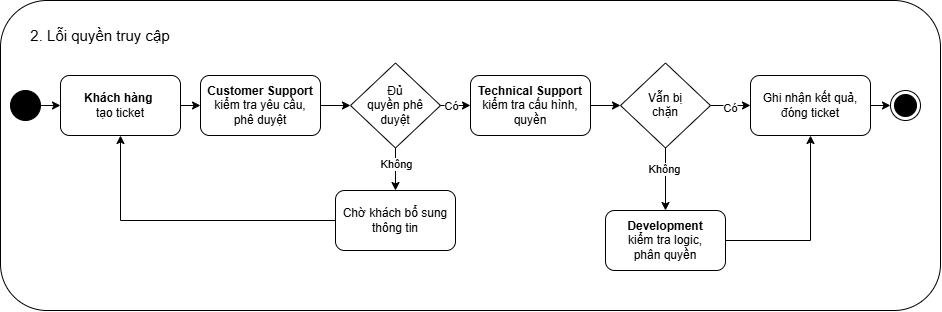 2. Lỗi quyền truy cập
Khách hàng
tạo ticket
Customer Support
kiểm tra yêu cầu,
phê duyệt
Đủ
quyền phê
duyệt
Có
Technical Support
kiểm tra cấu hình,
quyền
Vẫn bị
chặn
Có
Ghi nhận kết quả,
đóng ticket
Không
Chờ khách bổ sung
thông tin
Không
Development
kiểm tra logic,
phân quyền